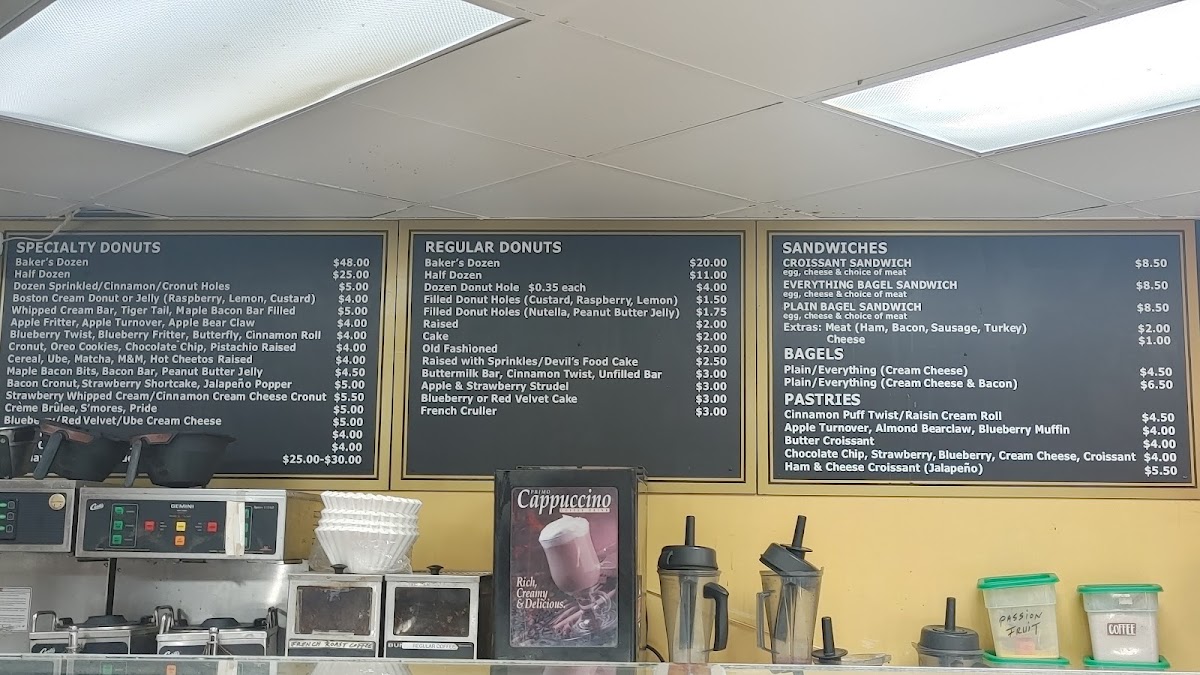 SPECIALTY DONUTS
Baker's Dozen $48.00
Half Dozen $25.00
Dozen Sprinkled/Cinnamon/Cronut Holes $5.00
Boston Cream Donut or Jelly (Raspberry, Lemon, Custard) $4.00
Whipped Cream Bar, Tiger Tail, Maple Bacon Bar Filled $5.00
Apple Fritter, Apple Turnover, Apple Bear Claw $4.00
Blueberry Twist, Blueberry Fritter, Butterfly, Cinnamon Roll $4.00
Cronut, Oreo Cookies, Chocolate Chip, Pistachio Raised $4.00
Cereal, Ube, Matcha, M&M, Hot Cheetos Raised $4.00
Maple Bacon Bits, Bacon Bar, Peanut Butter Jelly $4.50
Bacon Cronut, Strawberry Shortcake, Jalapeño Popper $5.00
Strawberry Whipped Cream/Cinnamon Cream Cheese Cronut $5.50
Crème Brûlee, S'mores, Pride $5.00
Blueberry/Red Velvet/Ube Cream Cheese $5.00
$4.00
$4.00
$25.00-$30.00
REGULAR DONUTS
Baker's Dozen $20.00
Half Dozen $11.00
Dozen Donut Hole $0.35 each $4.00
Filled Donut Holes (Custard, Raspberry, Lemon) $1.50
Filled Donut Holes (Nutella, Peanut Butter Jelly) $1.75
Raised $2.00
Cake $2.00
Old Fashioned $2.00
Raised with Sprinkles/Devil's Food Cake $2.50
Buttermilk Bar, Cinnamon Twist, Unfilled Bar $3.00
Apple & Strawberry Strudel $3.00
Blueberry or Red Velvet Cake $3.00
French Cruller $3.00
SANDWICHES
CROISSANT SANDWICH $8.50
egg, cheese & choice of meat
EVERYTHING BAGEL SANDWICH $8.50
egg, cheese & choice of meat
PLAIN BAGEL SANDWICH $8.50
egg, cheese & choice of meat
Extras: Meat (Ham, Bacon, Sausage, Turkey) $2.00
Cheese $1.00
BAGELS
Plain/Everything (Cream Cheese) $4.50
Plain/Everything (Cream Cheese & Bacon) $6.50
PASTRIES
Cinnamon Puff Twist/Raisin Cream Roll $4.50
Apple Turnover, Almond Bearclaw, Blueberry Muffin $4.00
Butter Croissant $4.00
Chocolate Chip, Strawberry, Blueberry, Cream Cheese, Croissant $4.00
Ham & Cheese Croissant (Jalapeño) $5.50
PRIMO
Cappuccino
Rich,
Creamy
& Delicious.
Curtis
GEMINI
FRENCH ROAST COFFEE
REGULAR COFFEE
PASSION
FRUIT
COFFEE